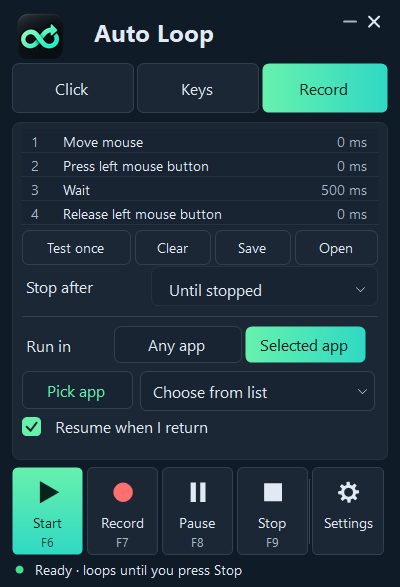 Auto Loop
Click Keys Record
1 Move mouse 0 ms
2 Press left mouse button 0 ms
3 Wait 500 ms
4 Release left mouse button 0 ms
Test once Clear Save Open
Stop after Until stopped
Run in Any app Selected app
Pick app Choose from list
Resume when I return
Start Record Pause Stop Settings
F6 F7 F8 F9
Ready · loops until you press Stop